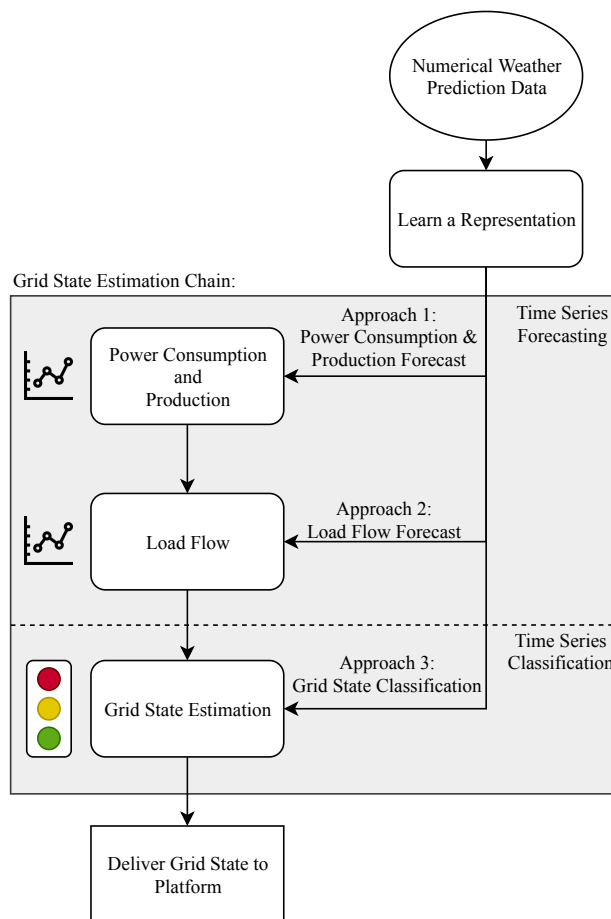 Numerical Weather
Prediction Data
Learn a Representation
Grid State Estimation Chain:
Approach 1:
Power Consumption &
Production Forecast
Time Series
Forecasting
Power Consumption
and
Production
Approach 2:
Load Flow Forecast
Load Flow
Time Series
Classification
Approach 3:
Grid State Classification
Grid State Estimation
Deliver Grid State to
Platform